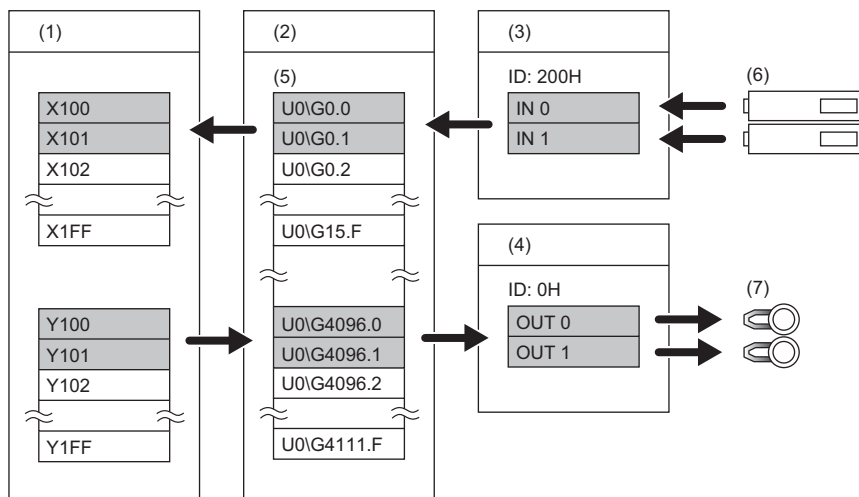 (1)
X100
X101
X102
X1FF
Y100
Y101
Y102
Y1FF
(2)
(5)
U0\G0.0
U0\G0.1
U0\G0.2
U0\G15.F
U0\G4096.0
U0\G4096.1
U0\G4096.2
U0\G4111.F
(3)
ID: 200H
IN 0
IN 1
(6)
(4)
ID: 0H
OUT 0
OUT 1
(7)